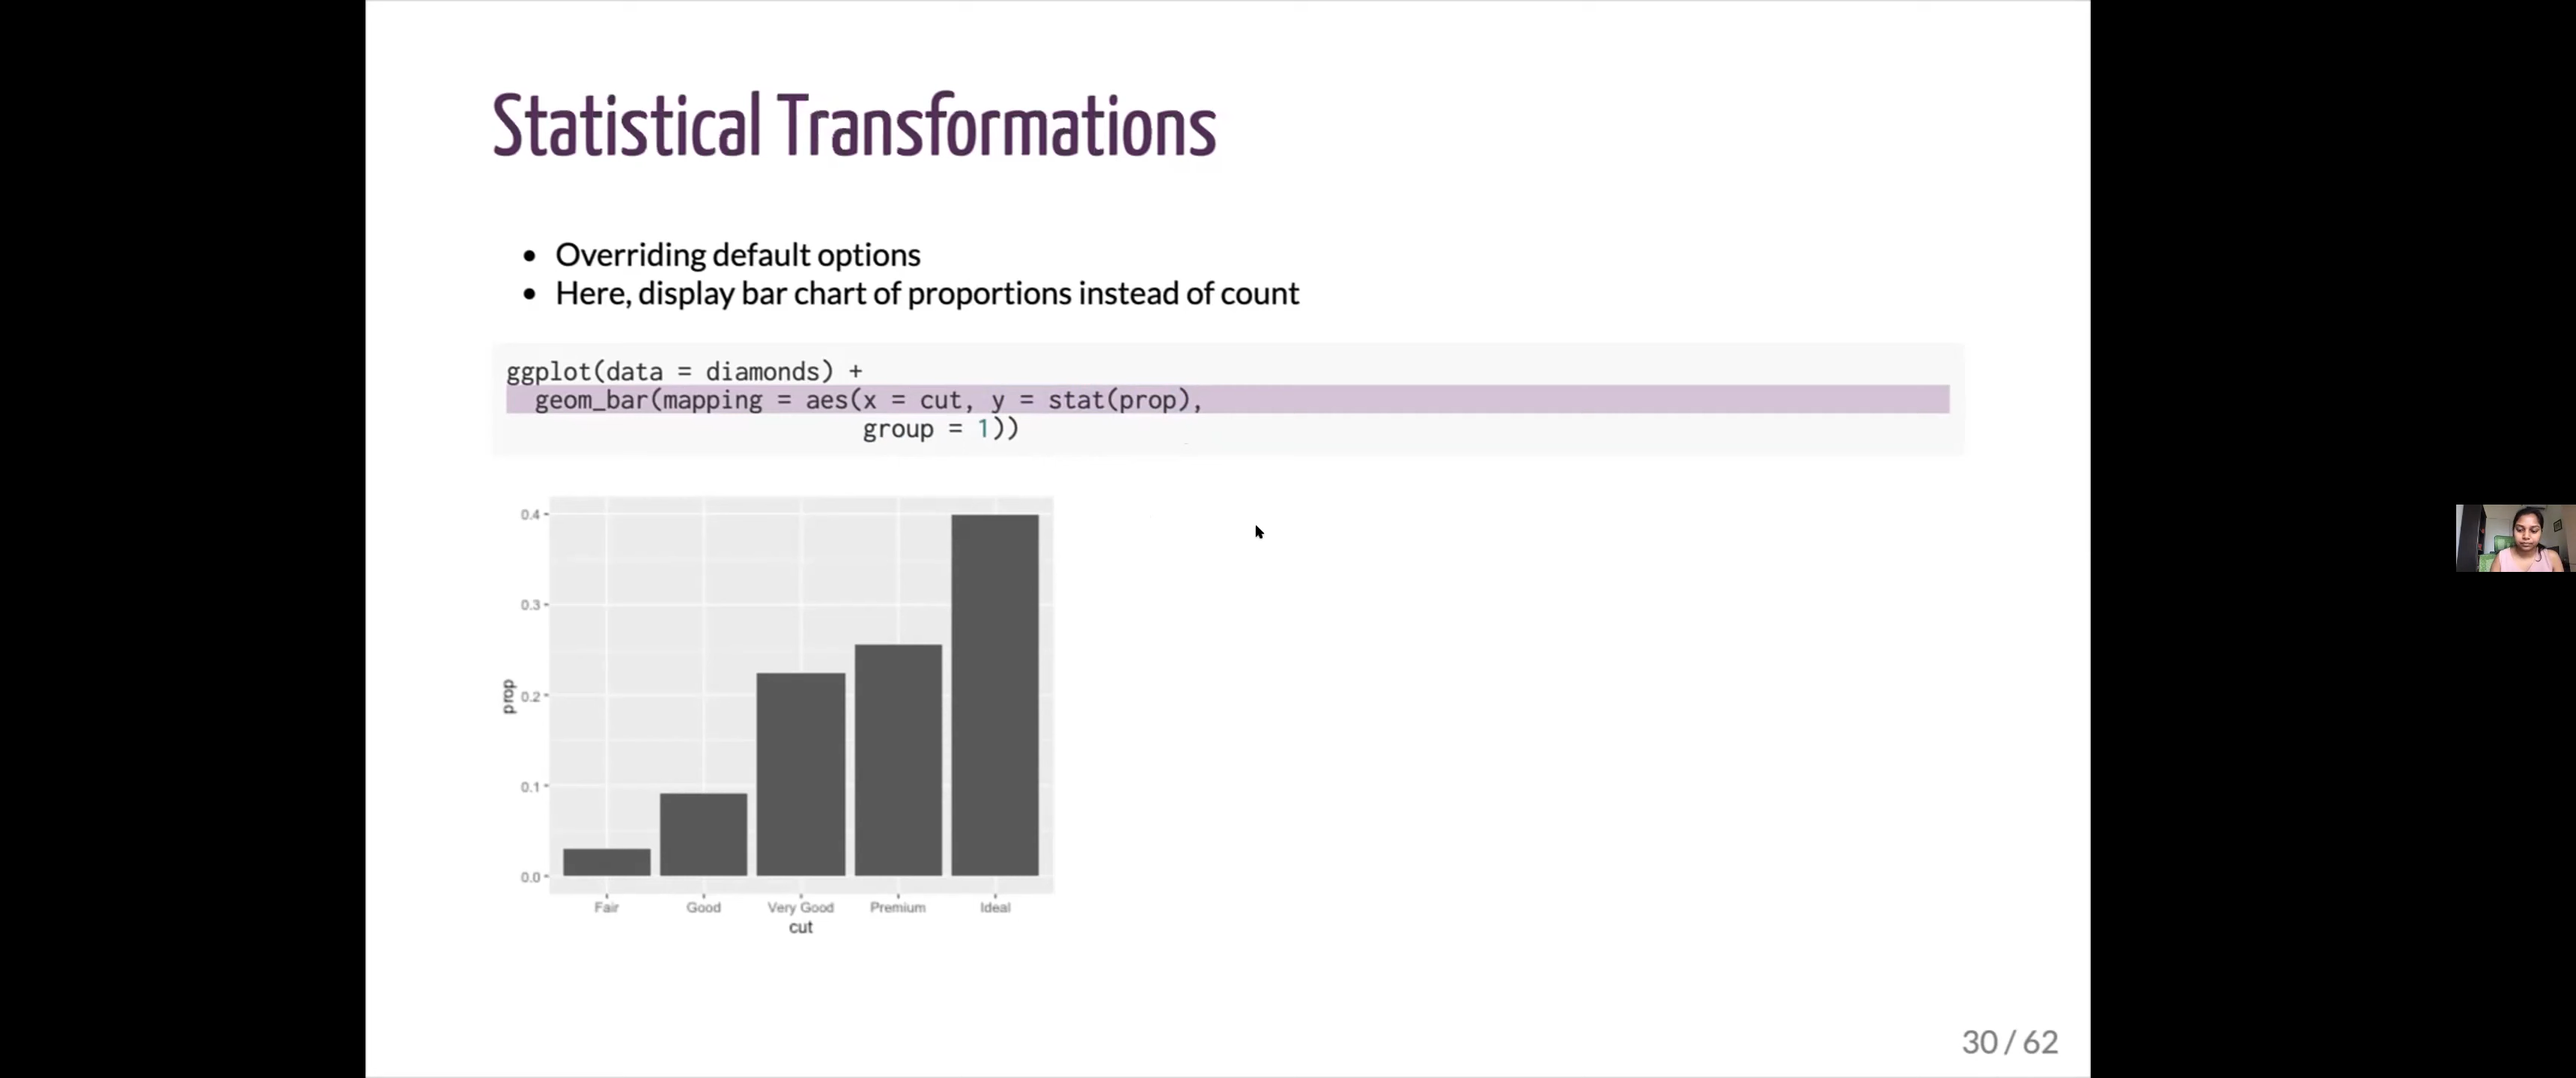 Statistical Transformations
Overriding default options
Here, display bar chart of proportions instead of count
ggplot(data = diamonds) +
  geom_bar(mapping = aes(x = cut, y = stat(prop),
                         group = 1))
0.4
0.3
0.2
0.1
0.0
prop
Fair Good Very Good Premium Ideal
cut
30 / 62